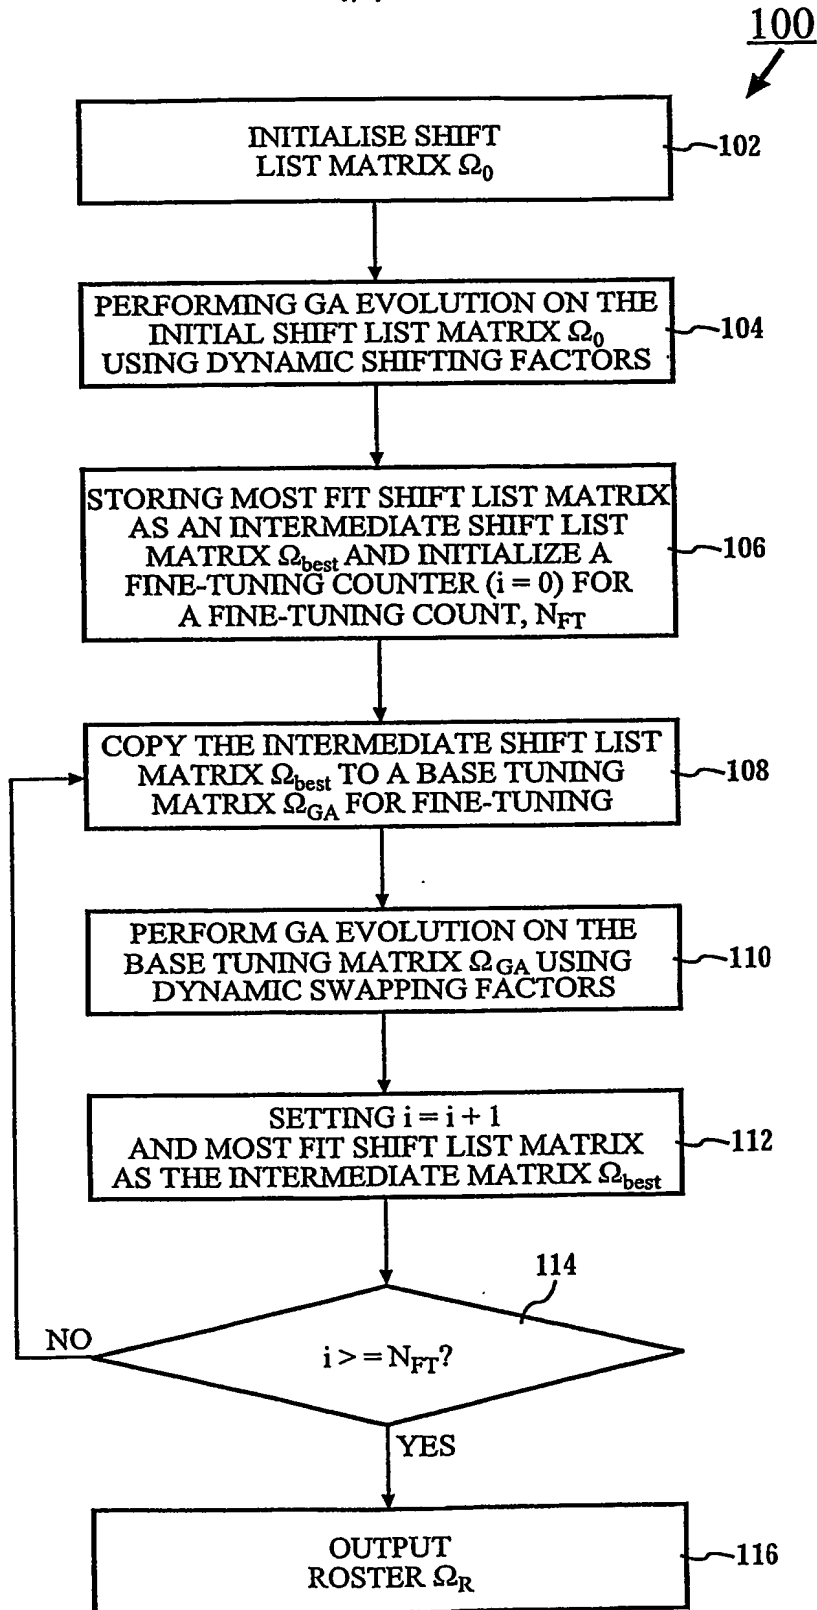 100
INITIALISE SHIFT
LIST MATRIX Ω0
102
PERFORMING GA EVOLUTION ON THE
INITIAL SHIFT LIST MATRIX Ω0
USING DYNAMIC SHIFTING FACTORS
104
STORING MOST FIT SHIFT LIST MATRIX
AS AN INTERMEDIATE SHIFT LIST
MATRIX Ωbest AND INITIALIZE A
FINE-TUNING COUNTER (i = 0) FOR
A FINE-TUNING COUNT, NFT
106
COPY THE INTERMEDIATE SHIFT LIST
MATRIX Ωbest TO A BASE TUNING
MATRIX ΩGA FOR FINE-TUNING
108
PERFORM GA EVOLUTION ON THE
BASE TUNING MATRIX ΩGA USING
DYNAMIC SWAPPING FACTORS
110
SETTING i = i + 1
AND MOST FIT SHIFT LIST MATRIX
AS THE INTERMEDIATE MATRIX Ωbest
112
114
NO
i > = NFT?
YES
OUTPUT
ROSTER ΩR
116